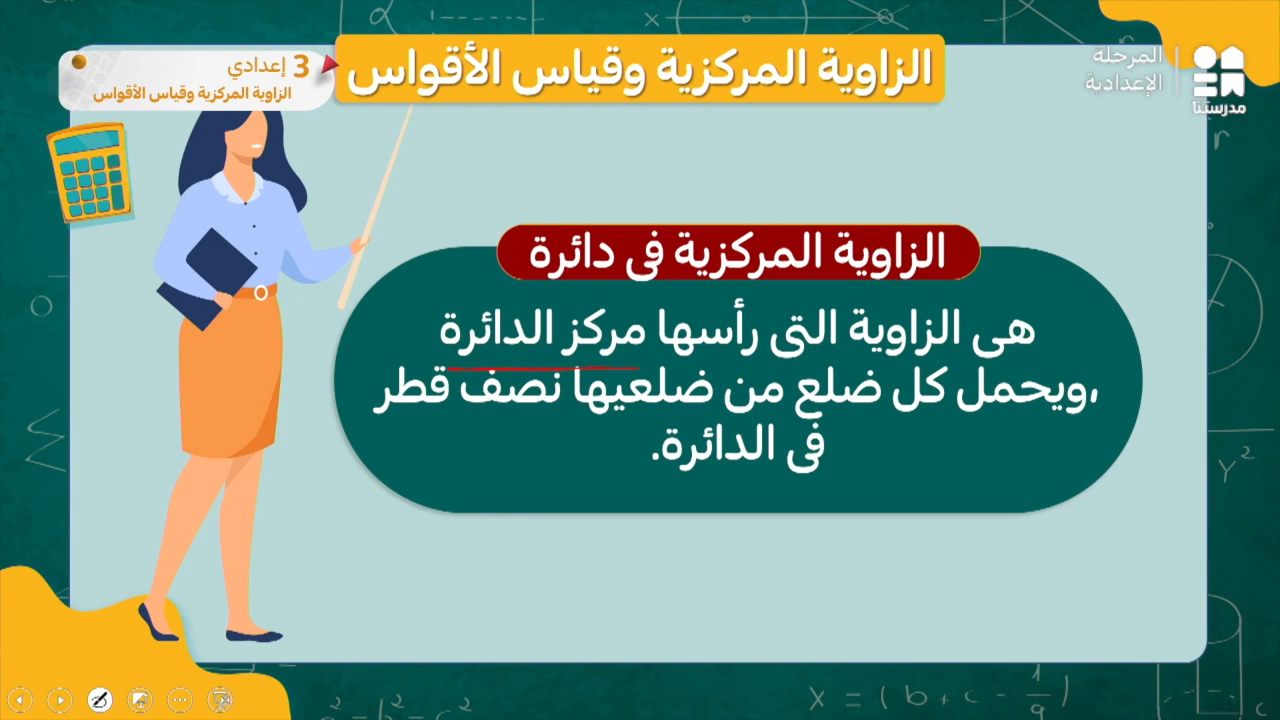 الزاوية المركزية وقياس الأقواس
3 إعدادي
الزاوية المركزية وقياس الأقواس
المرحلة
الإعدادية
مدرستنا
الزاوية المركزية فى دائرة
هى الزاوية التى رأسها مركز الدائرة
،ويحمل كل ضلع من ضلعيها نصف قطر
فى الدائرة.
r
Y²